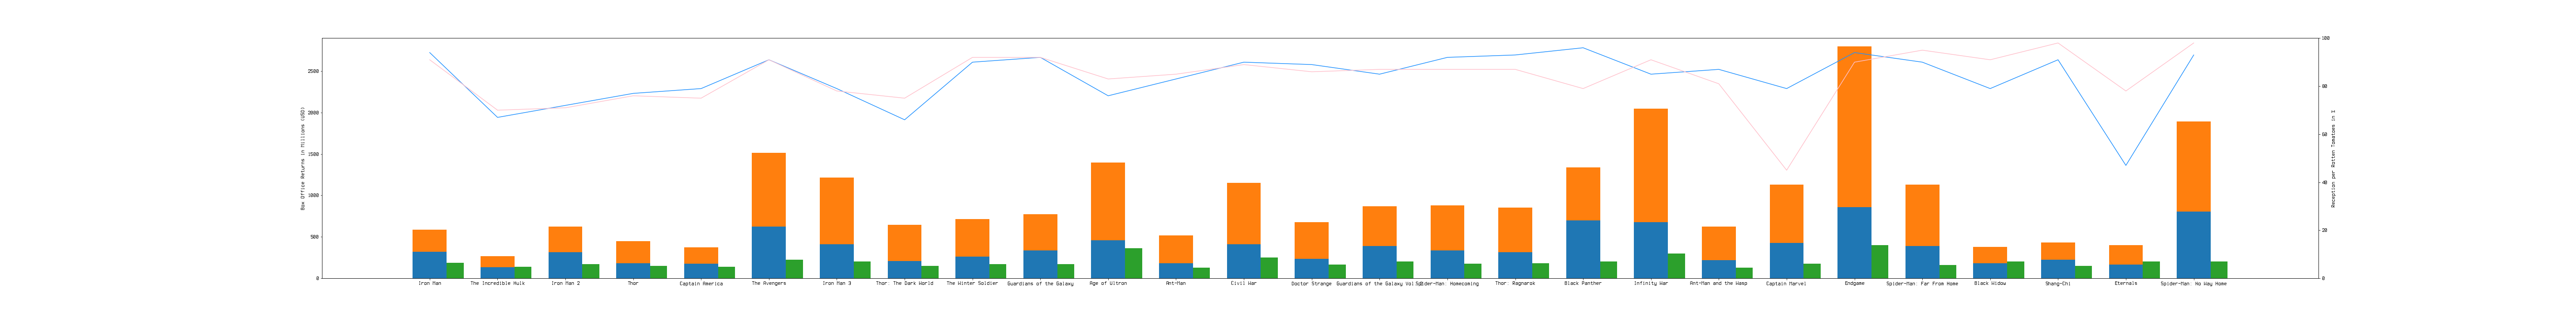 Box Office Returns in Millions (USD)
2500
2000
1500
1000
500
0
Iron Man
The Incredible Hulk
Iron Man 2
Thor
Captain America
The Avengers
Iron Man 3
Thor: The Dark World
The Winter Soldier
Guardians of the Galaxy
Age of Ultron
Ant-Man
Civil War
Doctor Strange
Guardians of the Galaxy Vol.
Spider-Man: Homecoming
Thor: Ragnarok
Black Panther
Infinity War
Ant-Man and the Wasp
Captain Marvel
Endgame
Spider-Man: Far From Home
Black Widow
Shang-Chi
Eternals
Spider-Man: No Way Home
100
80
60
40
20
0
Reception per Rotten Tomatoes in %